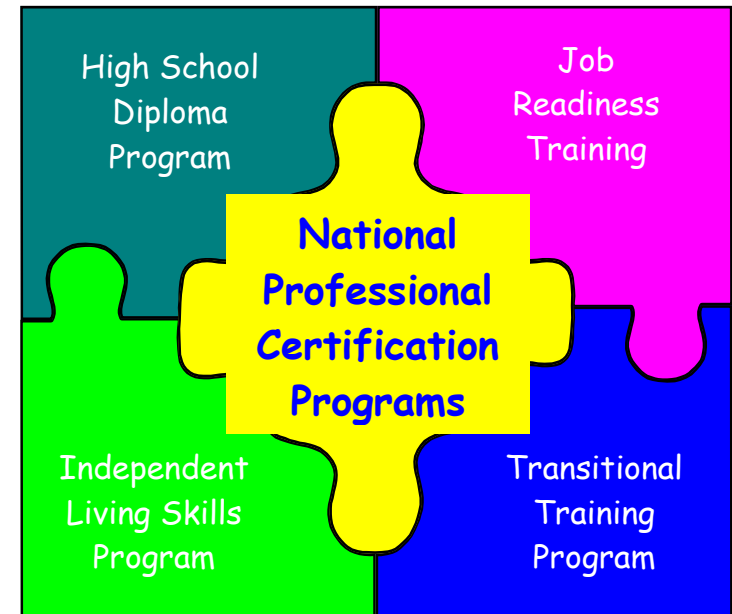 High School
Diploma
Program
Job
Readiness
Training
National
Professional
Certification
Programs
Independent
Living Skills
Program
Transitional
Training
Program